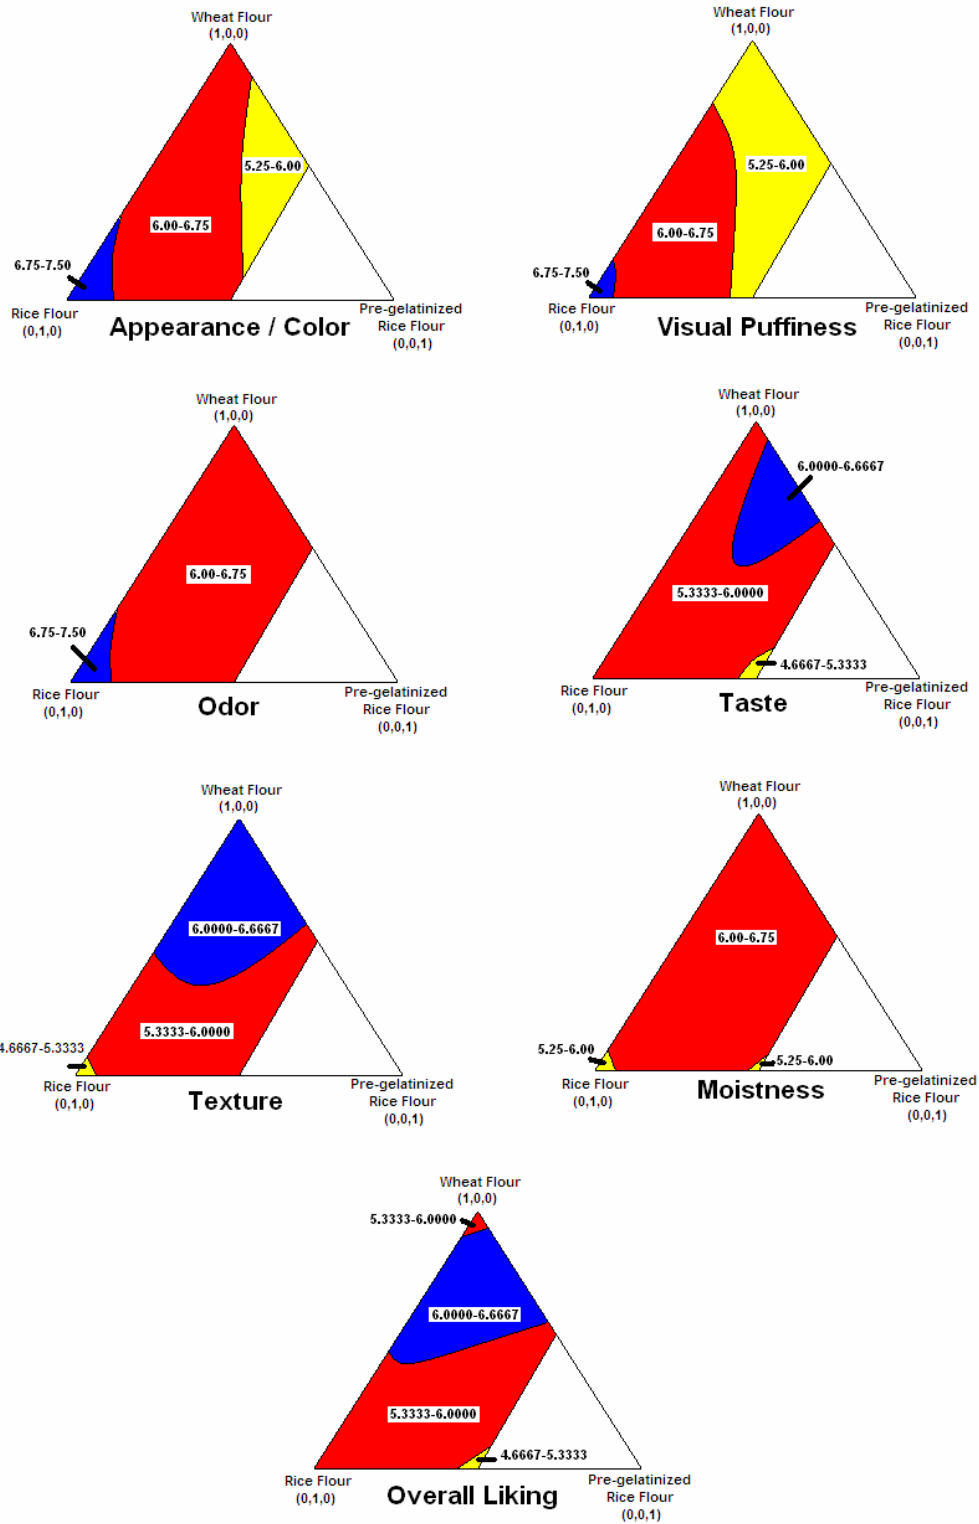 Wheat Flour
(1,0,0)
5.25-6.00
6.00-6.75
6.75-7.50
Rice Flour
(0,1,0)
Pre-gelatinized
Rice Flour
(0,0,1)
Appearance / Color
Wheat Flour
(1,0,0)
5.25-6.00
6.00-6.75
6.75-7.50
Rice Flour
(0,1,0)
Pre-gelatinized
Rice Flour
(0,0,1)
Visual Puffiness
Wheat Flour
(1,0,0)
6.00-6.75
6.75-7.50
Rice Flour
(0,1,0)
Pre-gelatinized
Rice Flour
(0,0,1)
Odor
Wheat Flour
(1,0,0)
6.0000-6.6667
5.3333-6.0000
4.6667-5.3333
Rice Flour
(0,1,0)
Pre-gelatinized
Rice Flour
(0,0,1)
Taste
Wheat Flour
(1,0,0)
6.0000-6.6667
5.3333-6.0000
4.6667-5.3333
Rice Flour
(0,1,0)
Pre-gelatinized
Rice Flour
(0,0,1)
Texture
Wheat Flour
(1,0,0)
6.00-6.75
5.25-6.00
5.25-6.00
Rice Flour
(0,1,0)
Pre-gelatinized
Rice Flour
(0,0,1)
Moistness
Wheat Flour
(1,0,0)
5.3333-6.0000
6.0000-6.6667
5.3333-6.0000
4.6667-5.3333
Rice Flour
(0,1,0)
Pre-gelatinized
Rice Flour
(0,0,1)
Overall Liking